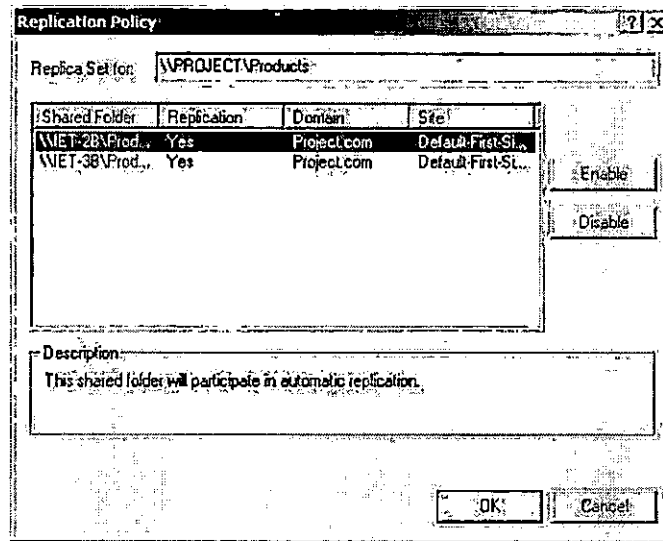 Replication Policy
Replica Set for: \\PROJECT\Products
Shared Folder Replication Domain Site
\\IET-2B\Prod... Yes Project.com Default-First-Si...
\\IET-3B\Prod... Yes Project.com Default-First-Si...
Enable
Disable
Description:
This shared folder will participate in automatic replication.
OK Cancel